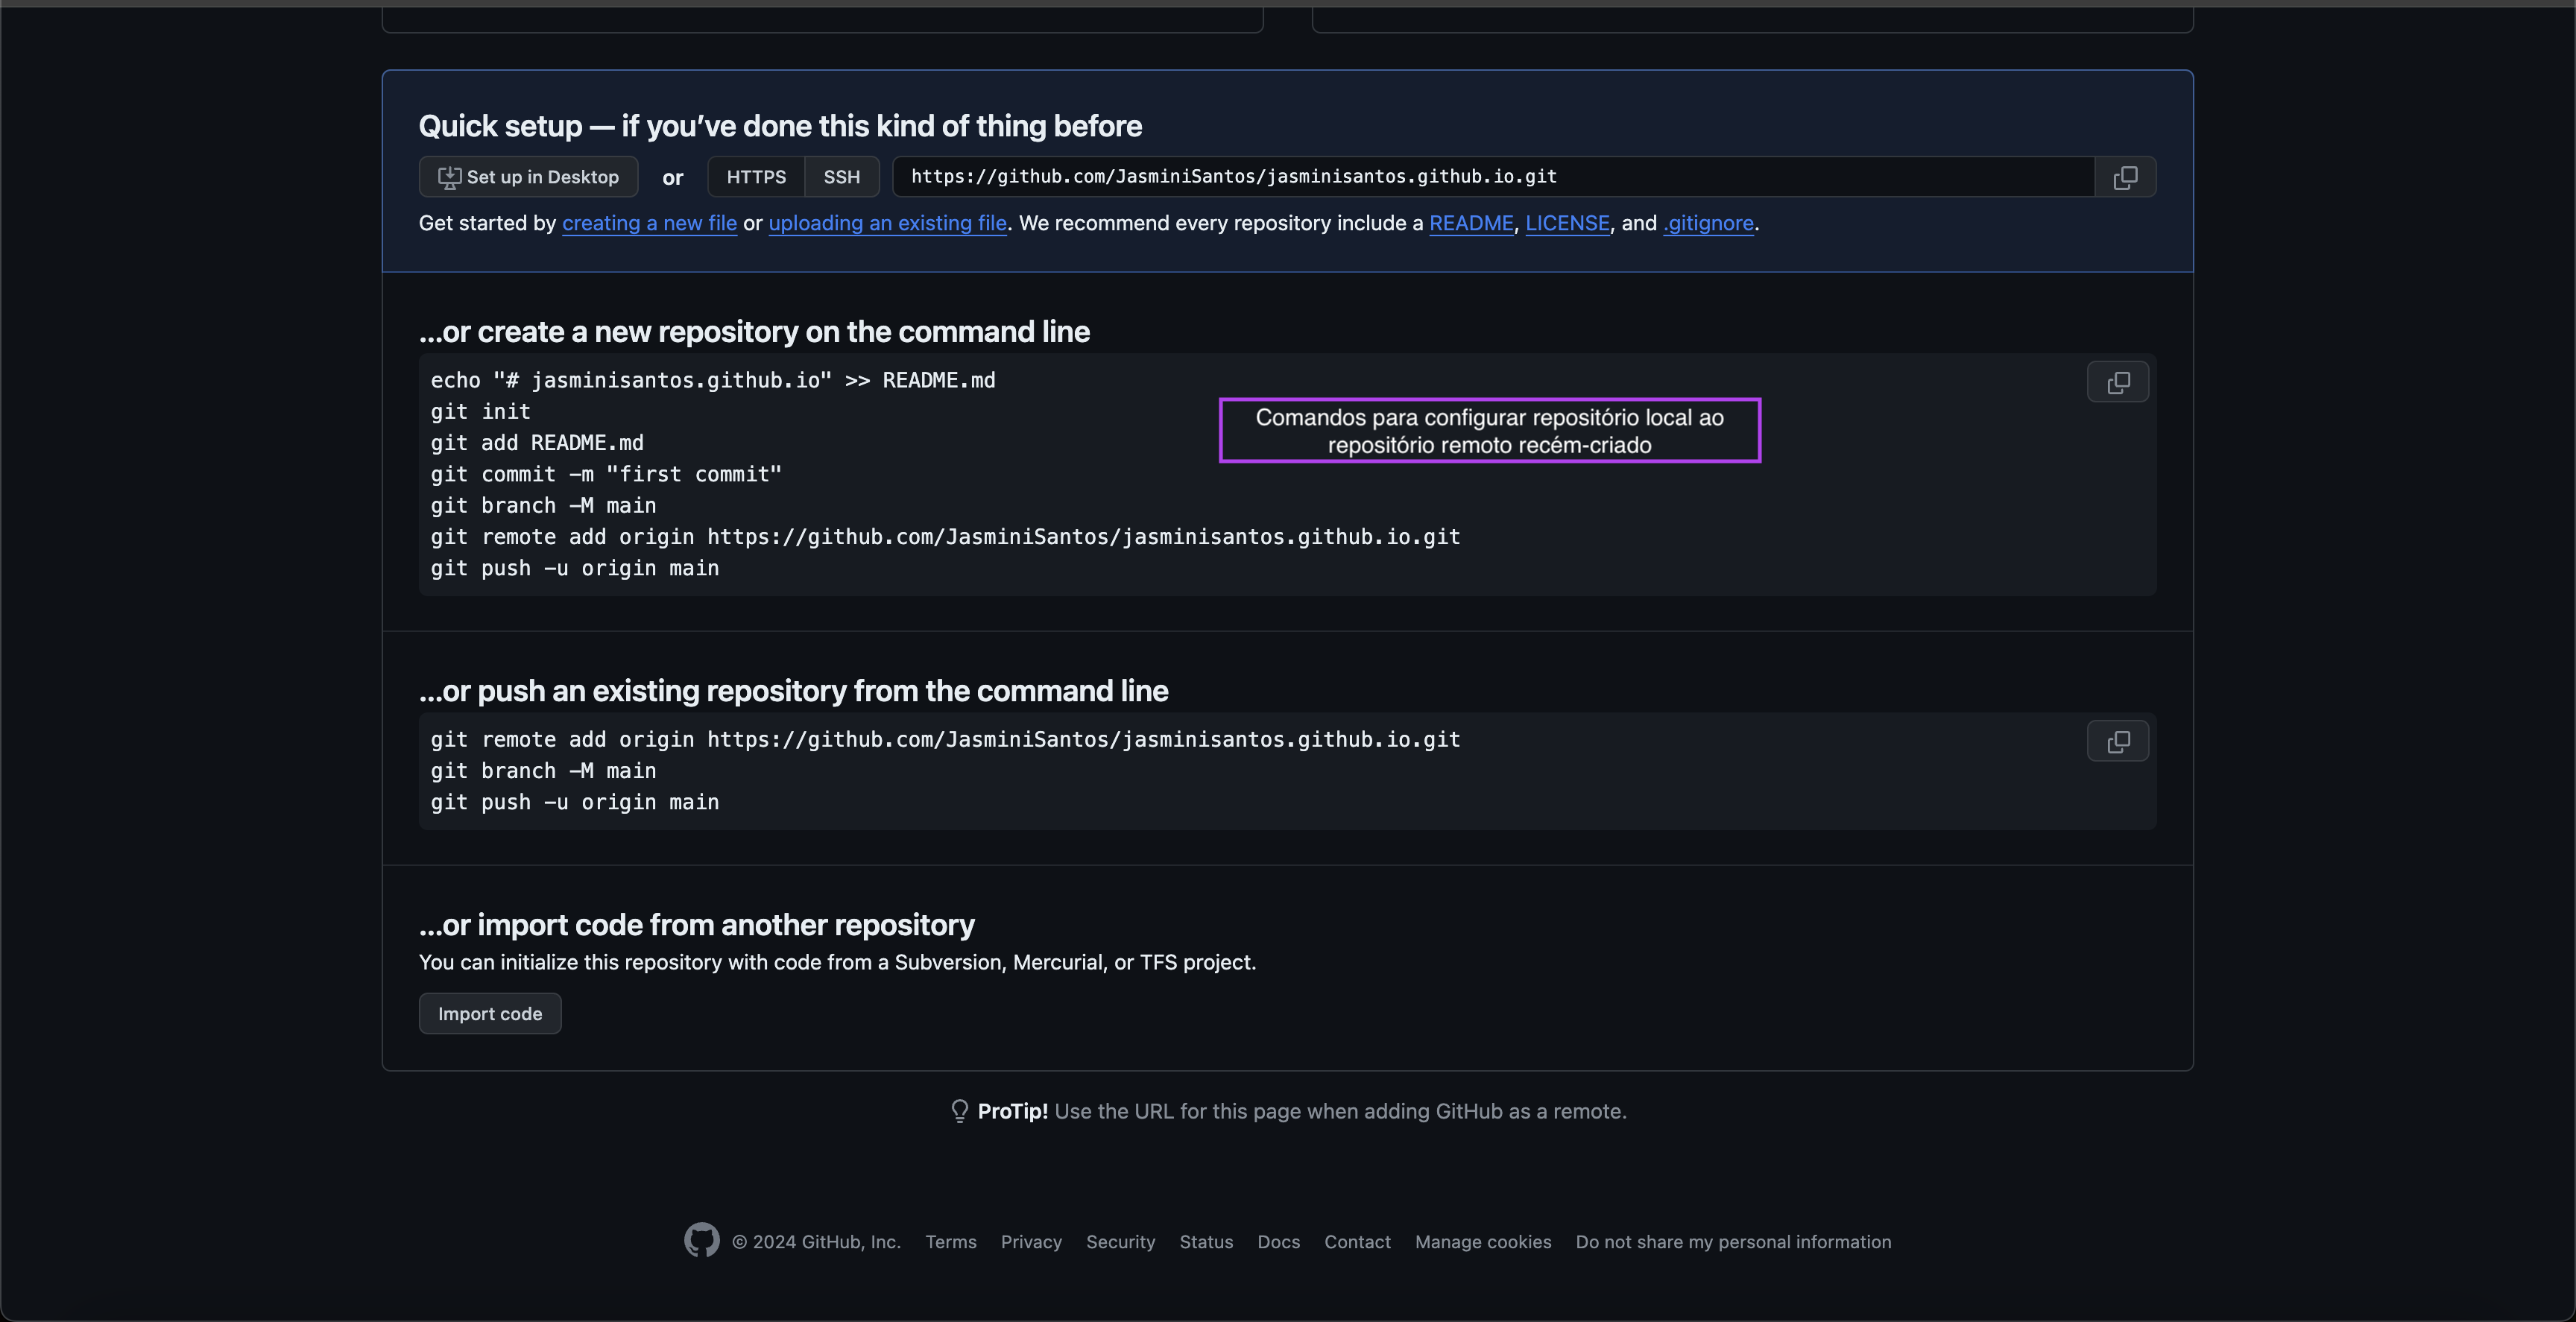 Quick setup — if you’ve done this kind of thing before
Set up in Desktop or HTTPS SSH https://github.com/JasminiSantos/jasminisantos.github.io.git
Get started by creating a new file or uploading an existing file. We recommend every repository include a README, LICENSE, and .gitignore.
...or create a new repository on the command line
echo "# jasminisantos.github.io" >> README.md
git init
git add README.md
git commit -m "first commit"
git branch -M main
git remote add origin https://github.com/JasminiSantos/jasminisantos.github.io.git
git push -u origin main
Comandos para configurar repositório local ao
repositório remoto recém-criado
...or push an existing repository from the command line
git remote add origin https://github.com/JasminiSantos/jasminisantos.github.io.git
git branch -M main
git push -u origin main
...or import code from another repository
You can initialize this repository with code from a Subversion, Mercurial, or TFS project.
Import code
ProTip! Use the URL for this page when adding GitHub as a remote.
© 2024 GitHub, Inc. Terms Privacy Security Status Docs Contact Manage cookies Do not share my personal information